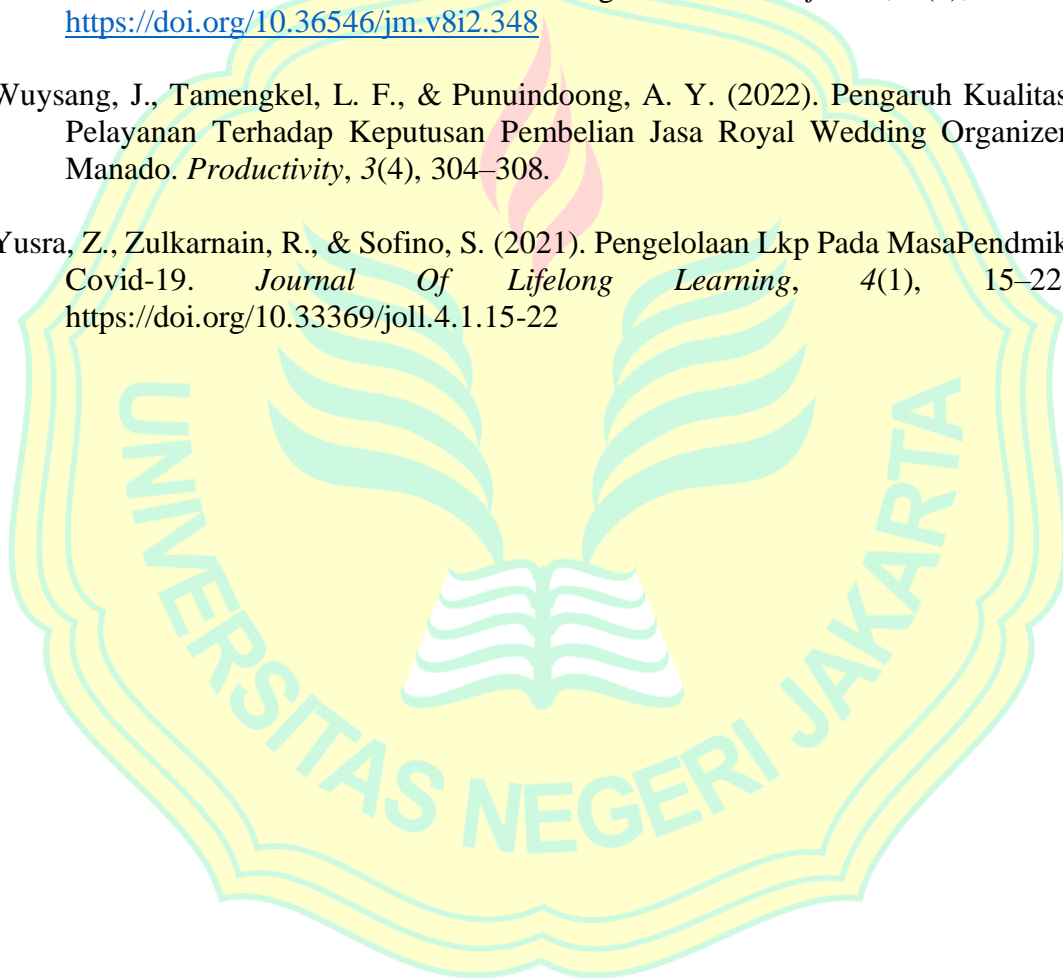 https://doi.org/10.36546/jm.v8i2.348
Wuysang, J., Tamengkel, L. F., & Punuindoong, A. Y. (2022). Pengaruh Kualitas
Pelayanan Terhadap Keputusan Pembelian Jasa Royal Wedding Organizer
Manado. Productivity, 3(4), 304–308.
Yusra, Z., Zulkarnain, R., & Sofino, S. (2021). Pengelolaan Lkp Pada MasaPendmik
Covid-19. Journal Of Lifelong Learning, 4(1), 15–22
https://doi.org/10.33369/joll.4.1.15-22
UNIVERSITAS NEGERI JAKARTA